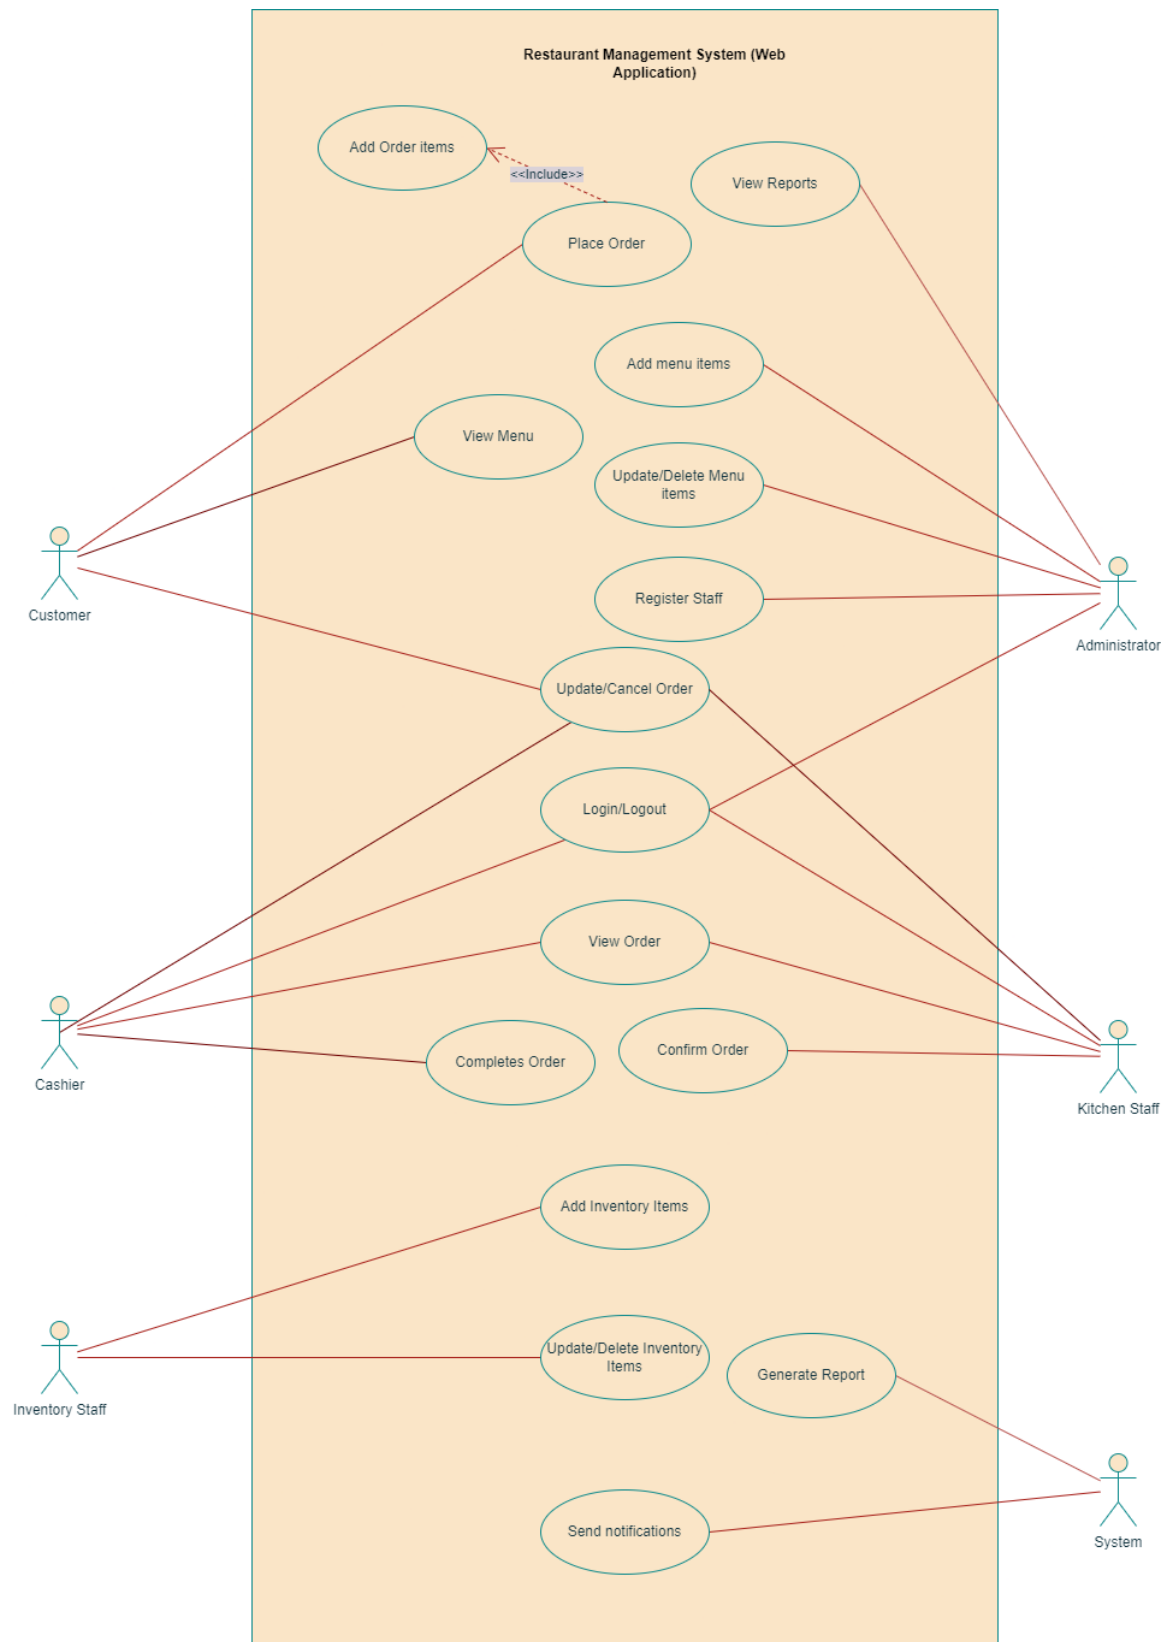 Restaurant Management System (Web
Application)
Add Order items
<<Include>>
View Reports
Place Order
Add menu items
View Menu
Update/Delete Menu
items
Register Staff
Customer
Administrator
Update/Cancel Order
Login/Logout
View Order
Confirm Order
Completes Order
Cashier
Kitchen Staff
Add Inventory Items
Update/Delete Inventory
Items
Generate Report
Inventory Staff
Send notifications
System